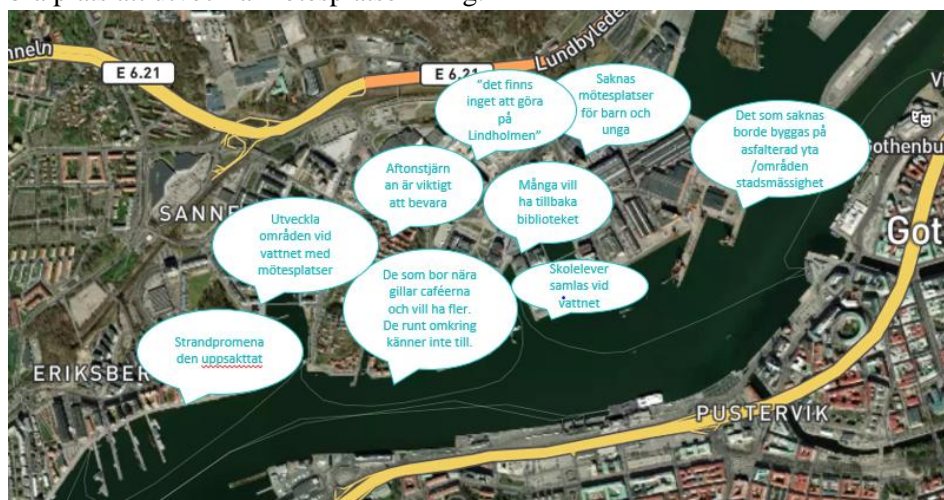 E 6.21
E 6.21
Lundbyleden
"det finns
inget att göra
på
Lindholmen"
Saknas
mötesplatser
för barn och
unga
Det som saknas
borde byggas på
asfalterad yta
/områden
stadsmässighet
Aftonstjärn
an är viktigt
att bevara
Många vill
ha tillbaka
biblioteket
SANNE
Utveckla
områden vid
vattnet med
mötesplatser
De som bor nära
gillar caféerna
och vill ha fler.
De runt omkring
känner inte till.
Skolelever
samlas vid
vattnet
Strandpromena
den uppsakttat
ERIKSBER
Gothenbu
Got
PUSTERVIK